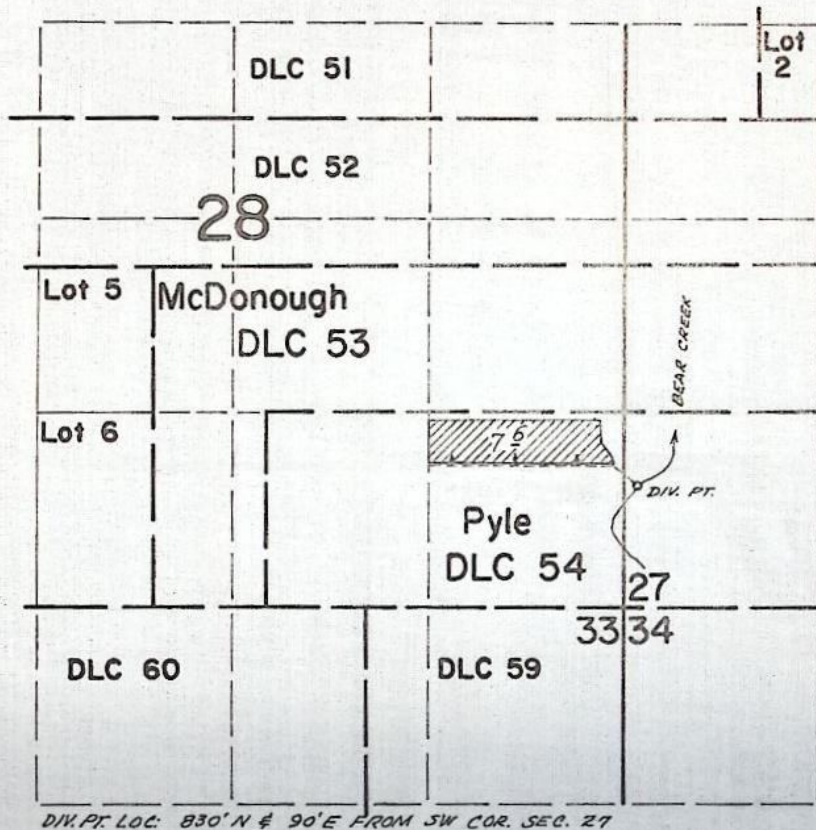 DLC 51
Lot
2
DLC 52
28
Lot 5
McDonough
DLC 53
BEAR CREEK
Lot 6
7 6
DIV. PT.
Pyle
DLC 54
27
33 34
DLC 60
DLC 59
DIV. PT. LOC: 830' N & 90' E FROM SW COR. SEC. 27